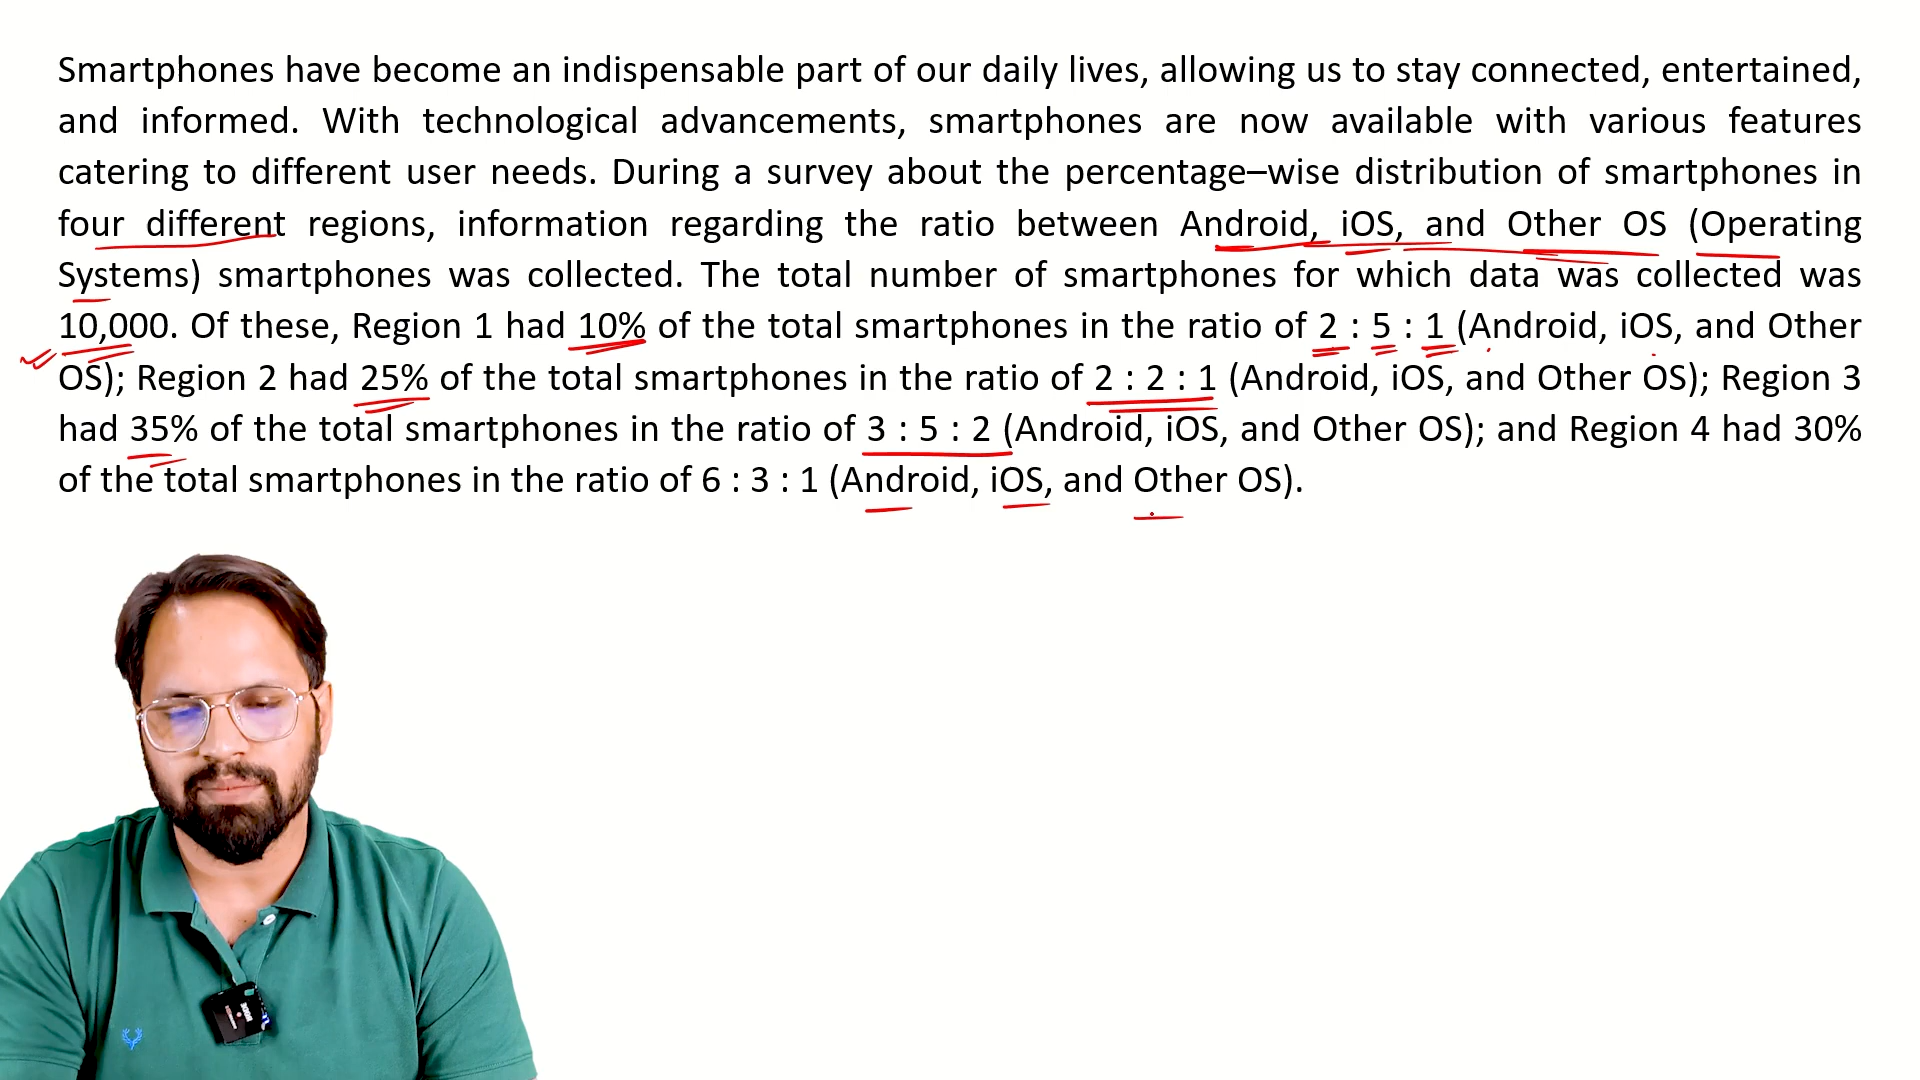 Smartphones have become an indispensable part of our daily lives, allowing us to stay connected, entertained,
and informed. With technological advancements, smartphones are now available with various features
catering to different user needs. During a survey about the percentage–wise distribution of smartphones in
four different regions, information regarding the ratio between Android, iOS, and Other OS (Operating
Systems) smartphones was collected. The total number of smartphones for which data was collected was
10,000. Of these, Region 1 had 10% of the total smartphones in the ratio of 2 : 5 : 1 (Android, iOS, and Other
OS); Region 2 had 25% of the total smartphones in the ratio of 2 : 2 : 1 (Android, iOS, and Other OS); Region 3
had 35% of the total smartphones in the ratio of 3 : 5 : 2 (Android, iOS, and Other OS); and Region 4 had 30%
of the total smartphones in the ratio of 6 : 3 : 1 (Android, iOS, and Other OS).